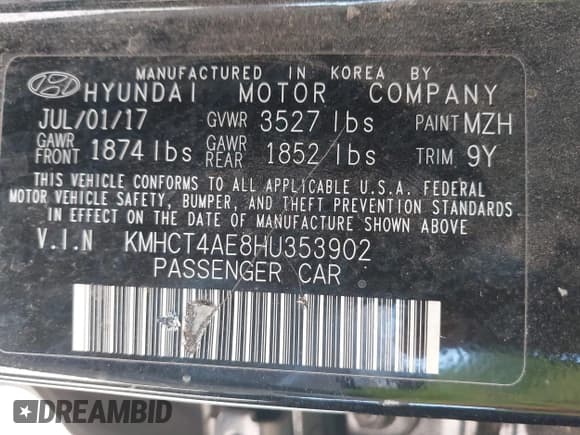 MANUFACTURED IN KOREA BY
HYUNDAI MOTOR COMPANY
JUL/01/17 GVWR 3527 lbs PAINT MZH
GAWR FRONT 1874 lbs GAWR REAR 1852 lbs TRIM 9Y
THIS VEHICLE CONFORMS TO ALL APPLICABLE U.S.A. FEDERAL
MOTOR VEHICLE SAFETY, BUMPER, AND THEFT PREVENTION STANDARDS
IN EFFECT ON THE DATE OF MANUFACTURE SHOWN ABOVE
V.I.N KMHCT4AE8HU353902
PASSENGER CAR
DREAMBID